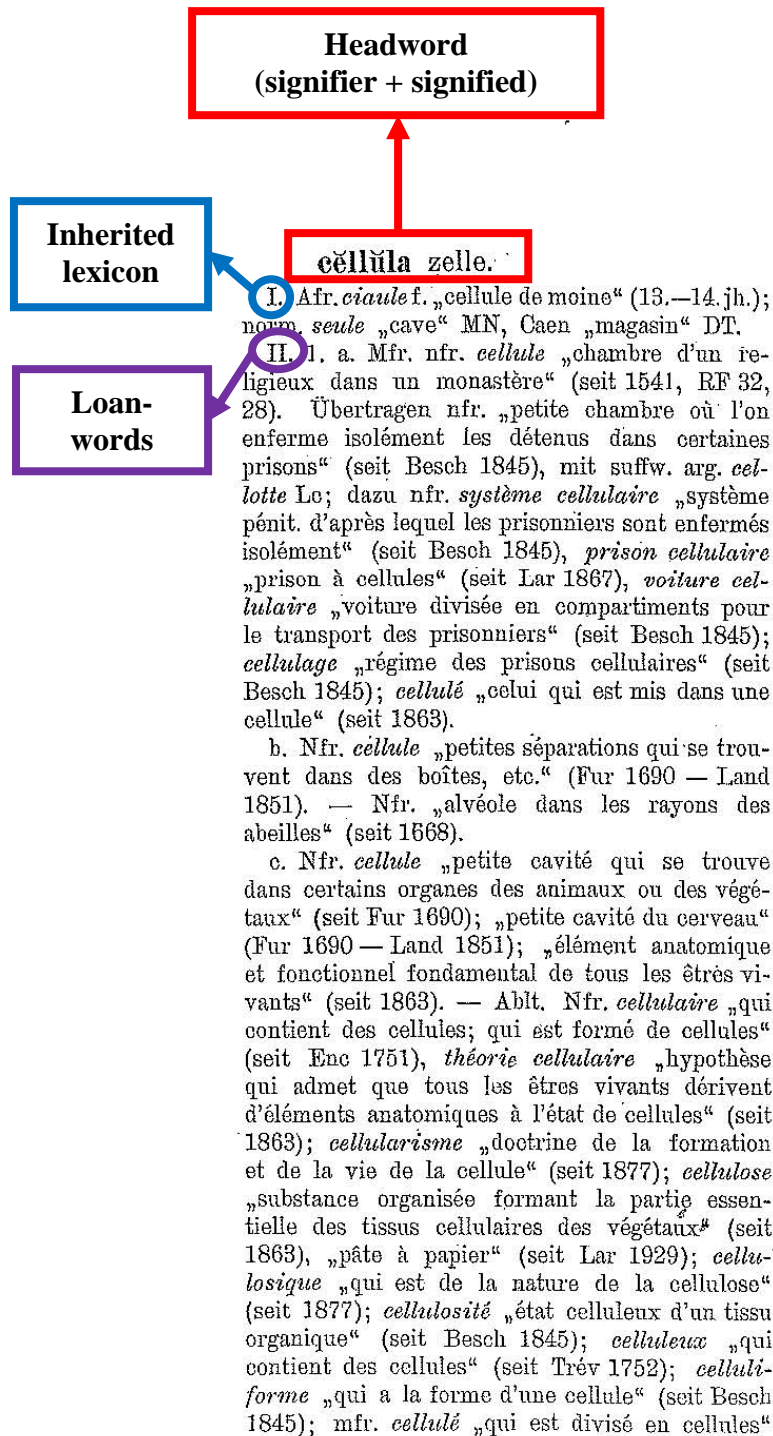 Headword
(signifier + signified)
Inherited
lexicon
cĕllŭla zelle.
I. Afr. ciaule f. „cellule de moine“ (13.—14. jh.);
norm. seule „cave“ MN, Caen „magasin“ DT.
II. 1. a. Mfr. nfr. cellule „chambre d'un re-
Loan-
words
ligieux dans un monastère“ (seit 1541, RF 32,
28). Übertragen nfr. „petite chambre où l'on
enferme isolément les détenus dans certaines
prisons“ (seit Besch 1845), mit suffw. arg. cel-
lotte Lc; dazu nfr. système cellulaire „système
pénit. d'après lequel les prisonniers sont enfermés
isolément“ (seit Besch 1845), prison cellulaire
„prison à cellules“ (seit Lar 1867), voiture cel-
lulaire „voiture divisée en compartiments pour
le transport des prisonniers“ (seit Besch 1845);
cellulage „régime des prisons cellulaires“ (seit
Besch 1845); cellulé „celui qui est mis dans une
cellule“ (seit 1863).
b. Nfr. cellule „petites séparations qui se trou-
vent dans des boîtes, etc.“ (Fur 1690 — Land
1851). — Nfr. „alvéole dans les rayons des
abeilles“ (seit 1668).
c. Nfr. cellule „petite cavité qui se trouve
dans certains organes des animaux ou des végé-
taux“ (seit Fur 1690); „petite cavité du cerveau“
(Fur 1690 — Land 1851); „élément anatomique
et fonctionnel fondamental de tous les êtres vi-
vants“ (seit 1863). — Ablt. Nfr. cellulaire „qui
contient des cellules; qui est formé de cellules“
(seit Enc 1751), théorie cellulaire „hypothèse
qui admet que tous les êtres vivants dérivent
d'éléments anatomiques à l'état de cellules“ (seit
1863); cellularisme „doctrine de la formation
et de la vie de la cellule“ (seit 1877); cellulose
„substance organisée formant la partie essen-
tielle des tissus cellulaires des végétaux“ (seit
1863), „pâte à papier“ (seit Lar 1929); cellu-
losique „qui est de la nature de la cellulose“
(seit 1877); cellulosité „état celluleux d'un tissu
organique“ (seit Besch 1845); celluleux „qui
contient des cellules“ (seit Trév 1752); celluli-
forme „qui a la forme d'une cellule“ (seit Besch
1845); mfr. cellulé „qui est divisé en cellules“